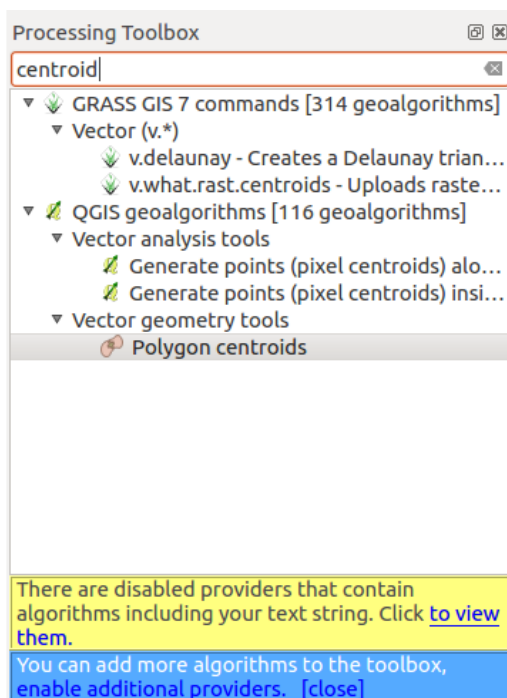 Processing Toolbox
centroid
GRASS GIS 7 commands [314 geoalgorithms]
Vector (v.*)
v.delaunay - Creates a Delaunay trian...
v.what.rast.centroids - Uploads raste...
QGIS geoalgorithms [116 geoalgorithms]
Vector analysis tools
Generate points (pixel centroids) alo...
Generate points (pixel centroids) insi...
Vector geometry tools
Polygon centroids
There are disabled providers that contain
algorithms including your text string. Click to view
them.
You can add more algorithms to the toolbox,
enable additional providers. [close]